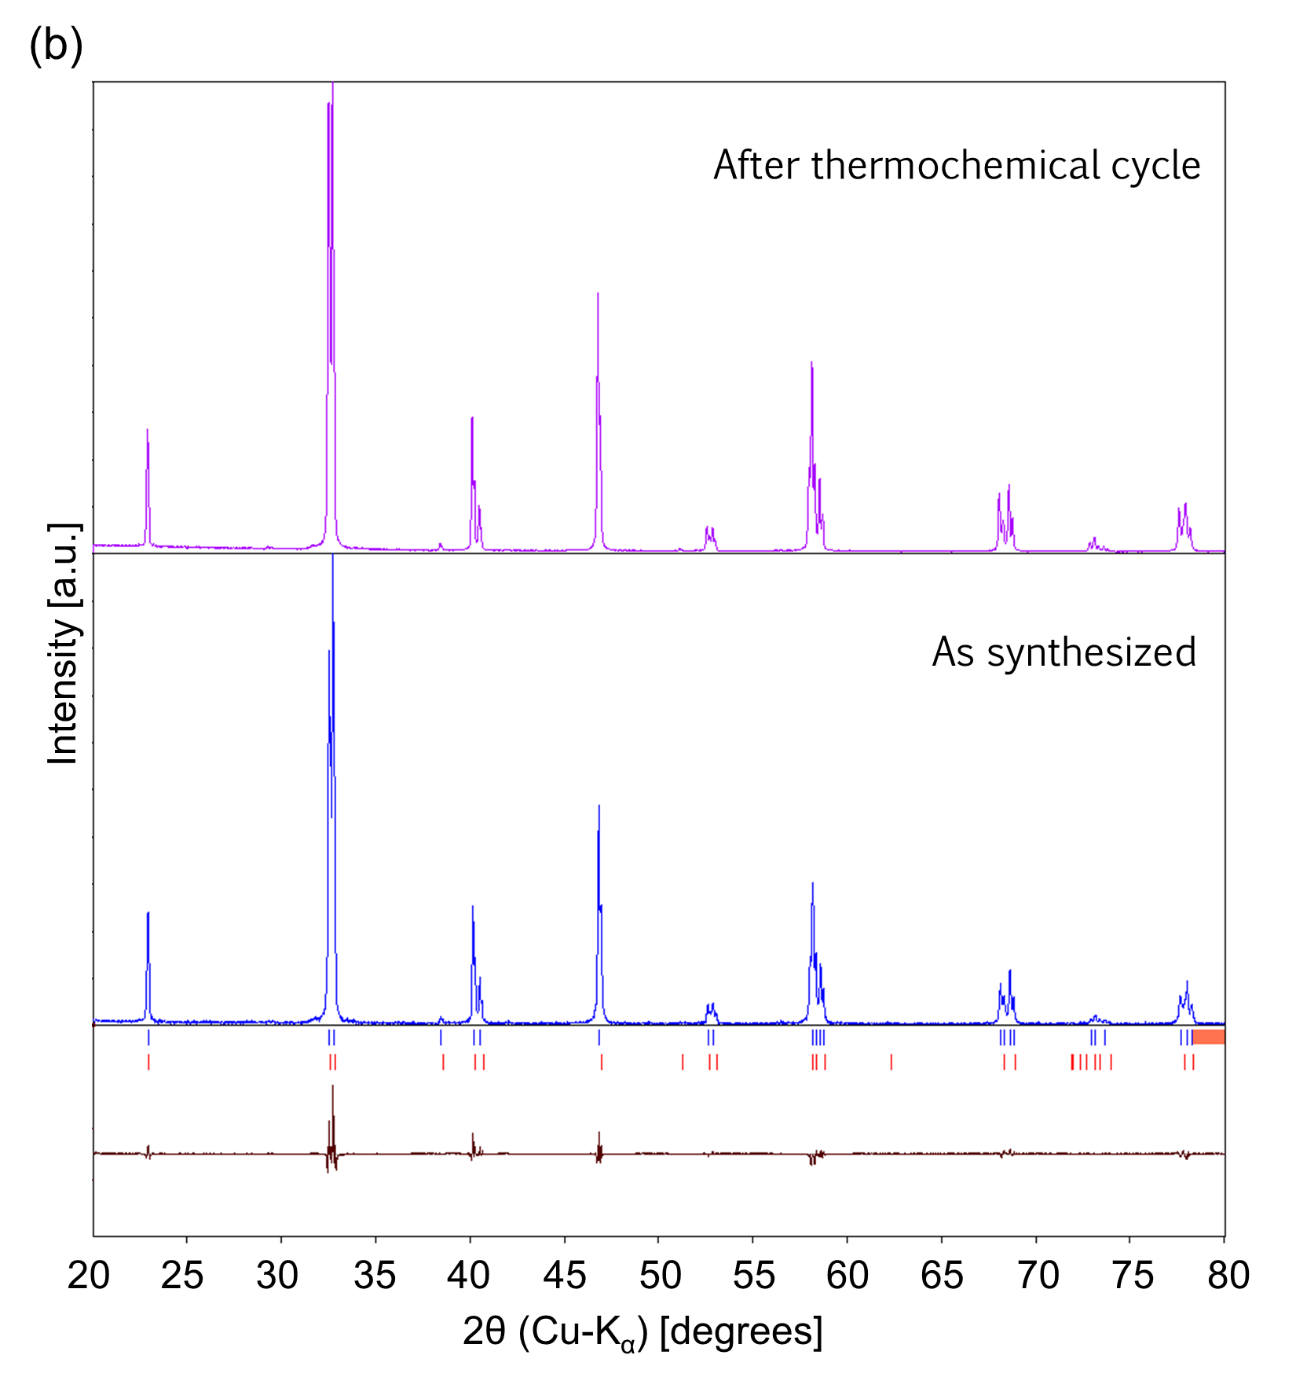 (b)
After thermochemical cycle
As synthesized
Intensity [a.u.]
20 25 30 35 40 45 50 55 60 65 70 75 80
2θ (Cu-Kα) [degrees]